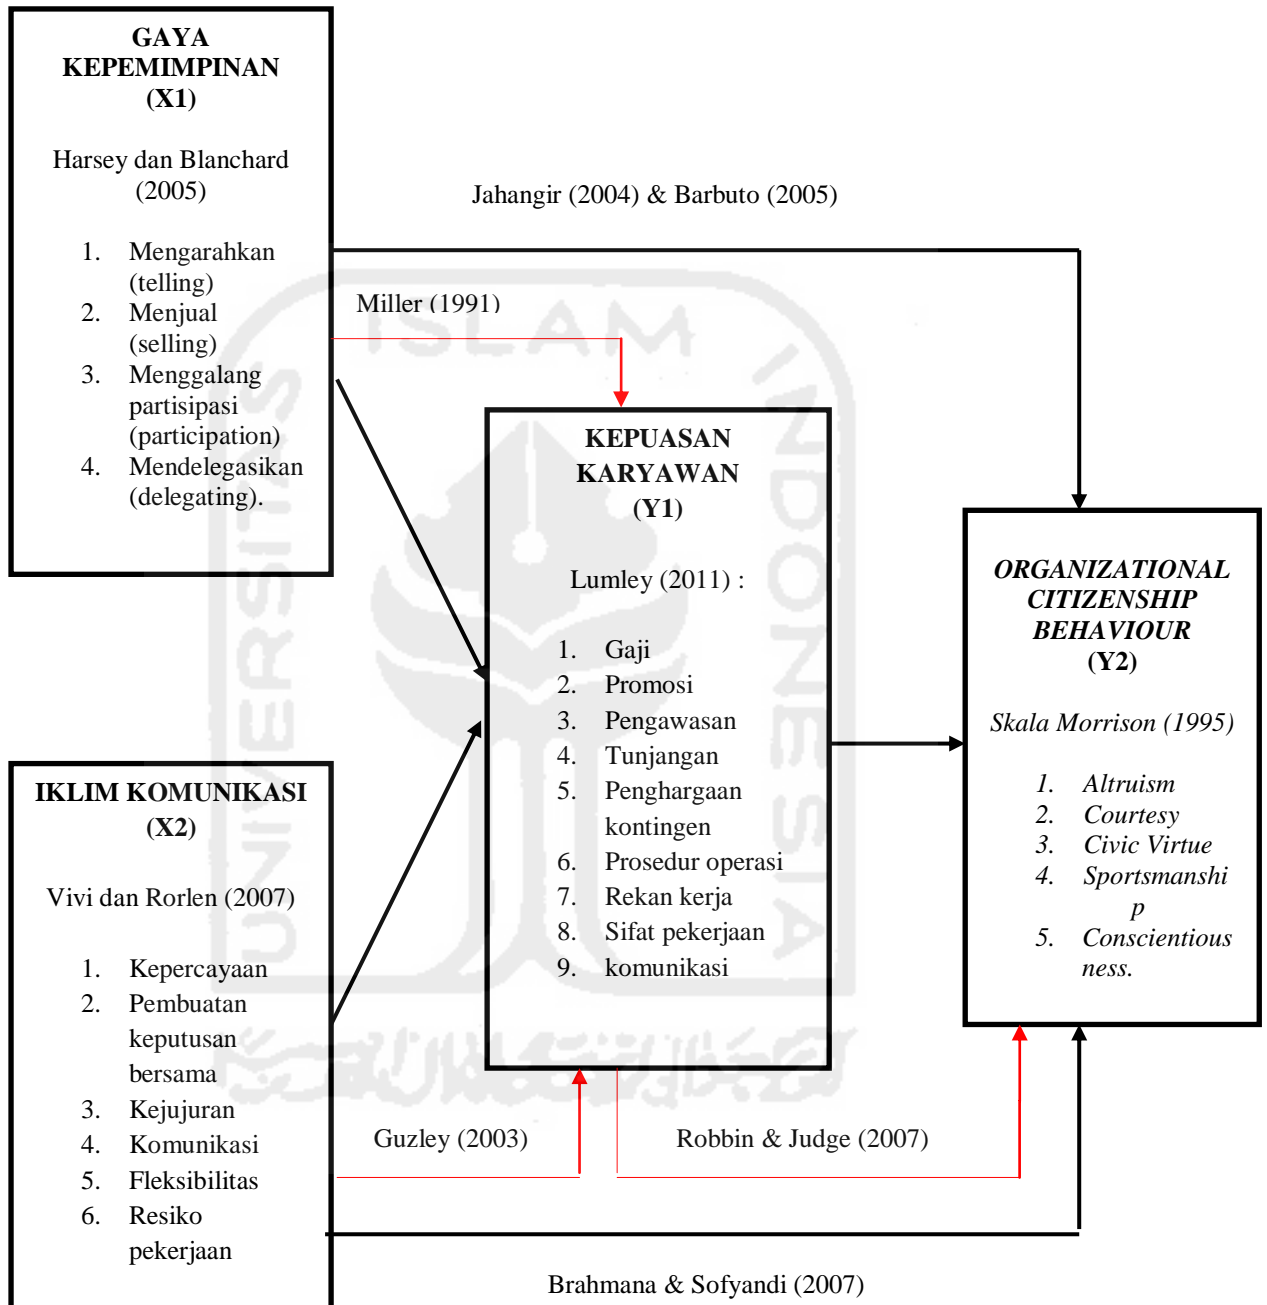 GAYA
KEPEMIMPINAN
(X1)
Harsey dan Blanchard
(2005)
1. Mengarahkan
(telling)
2. Menjual
(selling)
3. Menggalang
partisipasi
(participation)
4. Mendelegasikan
(delegating).
Jahangir (2004) & Barbuto (2005)
Miller (1991)
KEPUASAN
KARYAWAN
(Y1)
Lumley (2011) :
1. Gaji
2. Promosi
3. Pengawasan
4. Tunjangan
5. Penghargaan
kontingen
6. Prosedur operasi
7. Rekan kerja
8. Sifat pekerjaan
9. komunikasi
ORGANIZATIONAL
CITIZENSHIP
BEHAVIOUR
(Y2)
Skala Morrison (1995)
1. Altruism
2. Courtesy
3. Civic Virtue
4. Sportsmanshi
p
5. Conscientious
ness.
IKLIM KOMUNIKASI
(X2)
Vivi dan Rorlen (2007)
1. Kepercayaan
2. Pembuatan
keputusan
bersama
3. Kejujuran
4. Komunikasi
5. Fleksibilitas
6. Resiko
pekerjaan
Guzley (2003)
Robbin & Judge (2007)
Brahmana & Sofyandi (2007)
UNIVERSITAS
ISLAM
INDONESIA